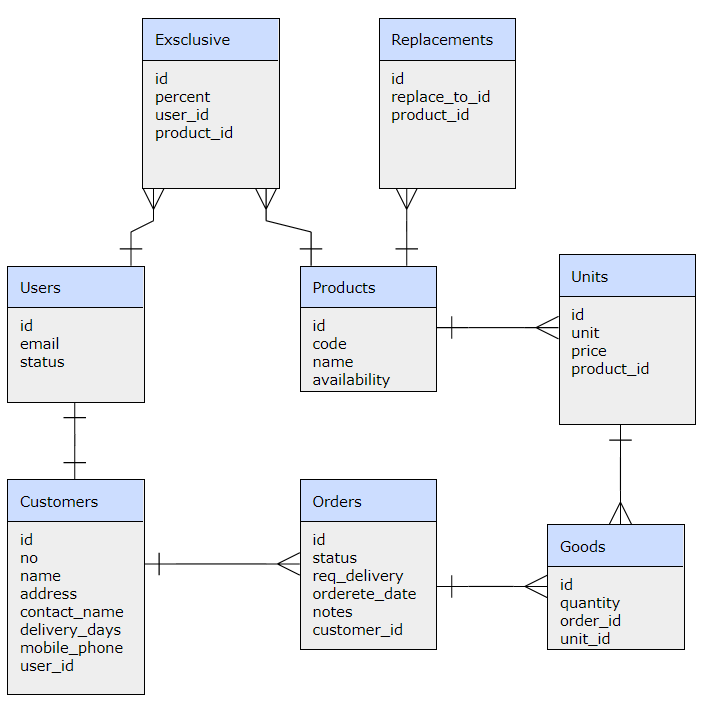 Exsclusive
id
percent
user_id
product_id
Replacements
id
replace_to_id
product_id
Users
id
email
status
Products
id
code
name
availability
Units
id
unit
price
product_id
Customers
id
no
name
address
contact_name
delivery_days
mobile_phone
user_id
Orders
id
status
req_delivery
orderete_date
notes
customer_id
Goods
id
quantity
order_id
unit_id